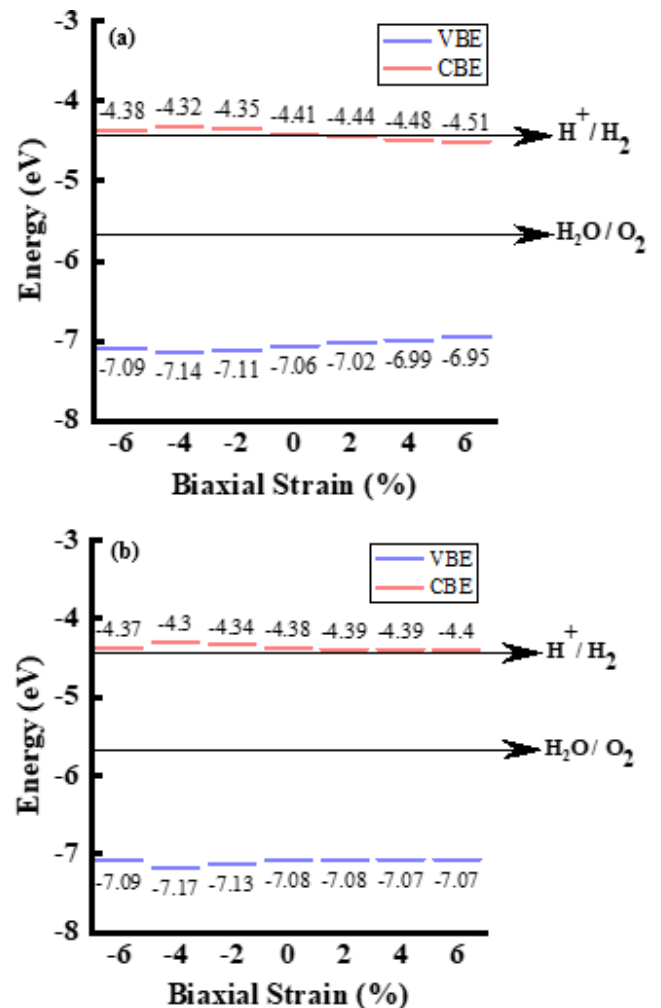 (a)
VBE
CBE
-3
-4
-5
-6
-7
-8
Energy (eV)
-4.38 -4.32 -4.35 -4.41 -4.44 -4.48 -4.51
H+/H2
H2O/O2
-7.09 -7.14 -7.11 -7.06 -7.02 -6.99 -6.95
-6 -4 -2 0 2 4 6
Biaxial Strain (%)
(b)
VBE
CBE
-3
-4
-5
-6
-7
-8
Energy (eV)
-4.37 -4.3 -4.34 -4.38 -4.39 -4.39 -4.4
H+/H2
H2O/O2
-7.09 -7.17 -7.13 -7.08 -7.08 -7.07 -7.07
-6 -4 -2 0 2 4 6
Biaxial Strain (%)